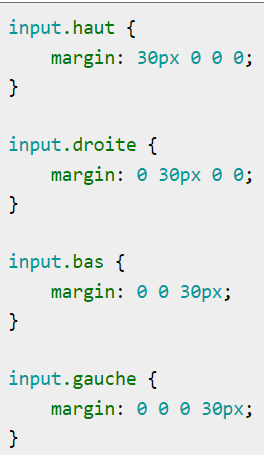 input.haut {
    margin: 30px 0 0 0;
}

input.droite {
    margin: 0 30px 0 0;
}

input.bas {
    margin: 0 0 30px;
}

input.gauche {
    margin: 0 0 0 30px;
}